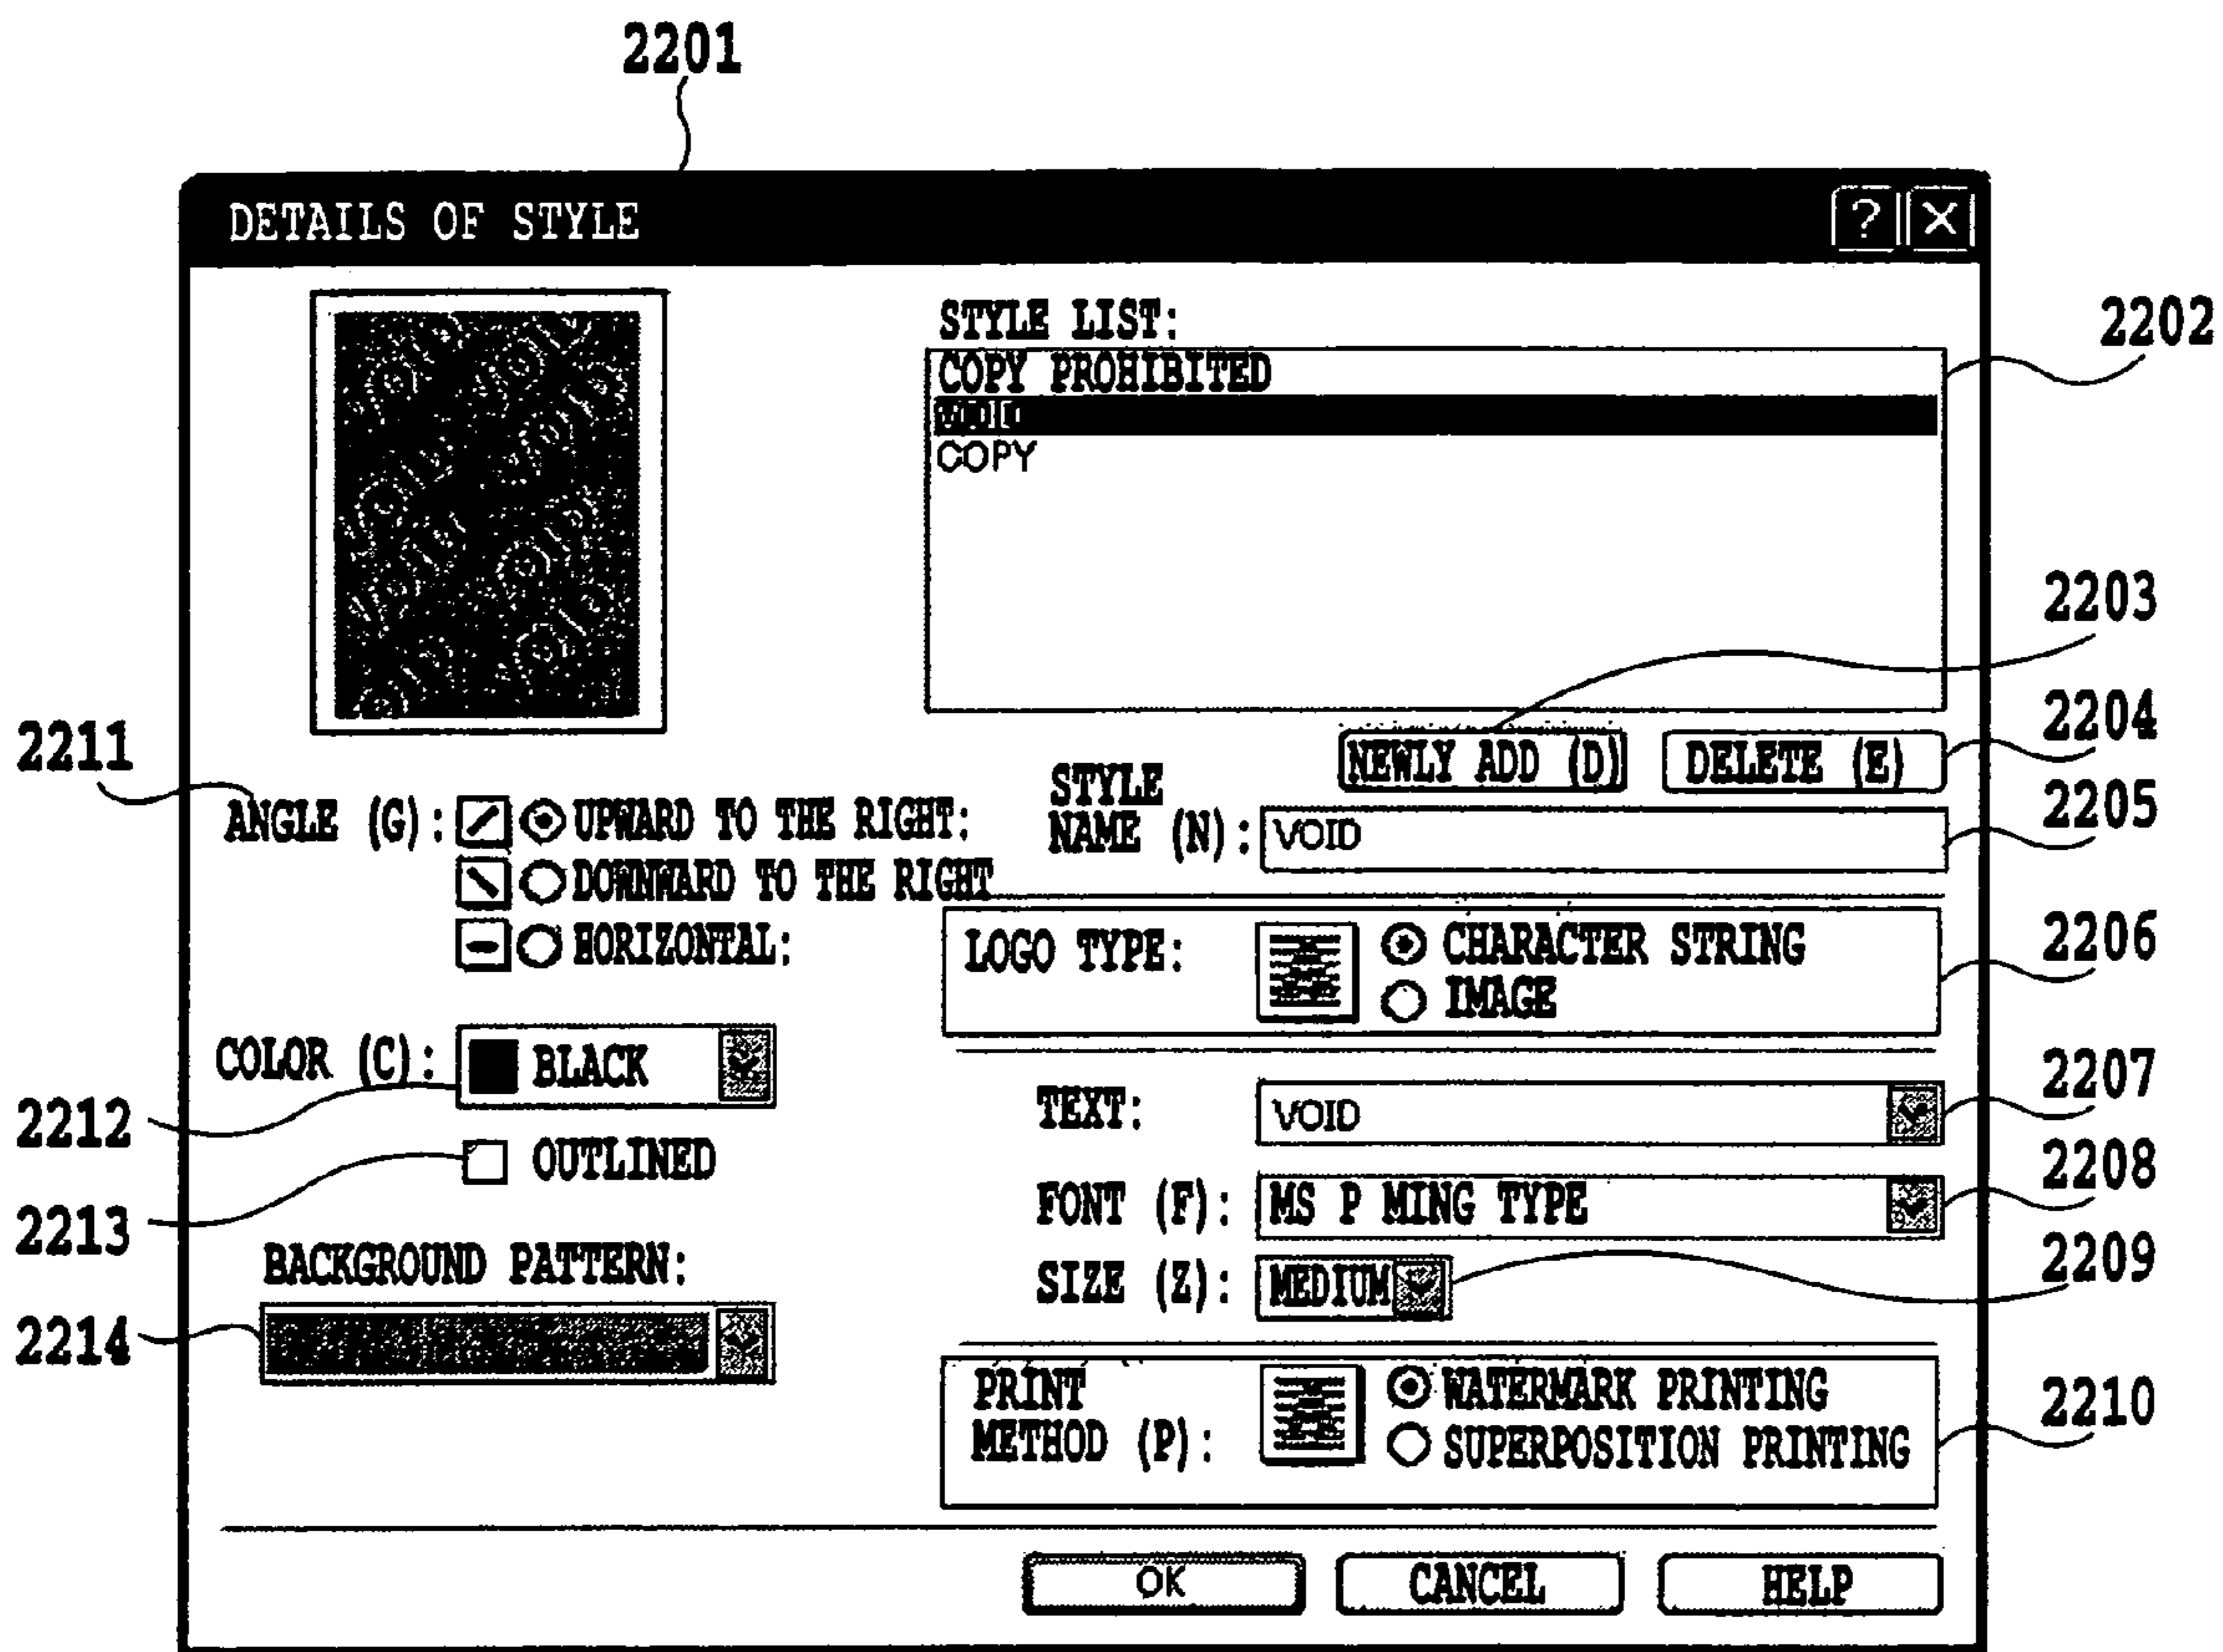 2201
DETAILS OF STYLE ? X
STYLE LIST:
2202
COPY PROHIBITED
VOID
COPY
2203
NEWLY ADD (D) DELETE (E)
2204
STYLE
NAME (N): VOID
2205
2211
ANGLE (G): UPWARD TO THE RIGHT:
DOWNWARD TO THE RIGHT
HORIZONTAL:
LOGO TYPE: CHARACTER STRING
IMAGE
2206
COLOR (C): BLACK
2212
OUTLINED
2213
BACKGROUND PATTERN:
2214
TEXT: VOID
2207
FONT (F): MS P MING TYPE
2208
SIZE (Z): MEDIUM
2209
PRINT
METHOD (P): WATERMARK PRINTING
SUPERPOSITION PRINTING
2210
OK CANCEL HELP